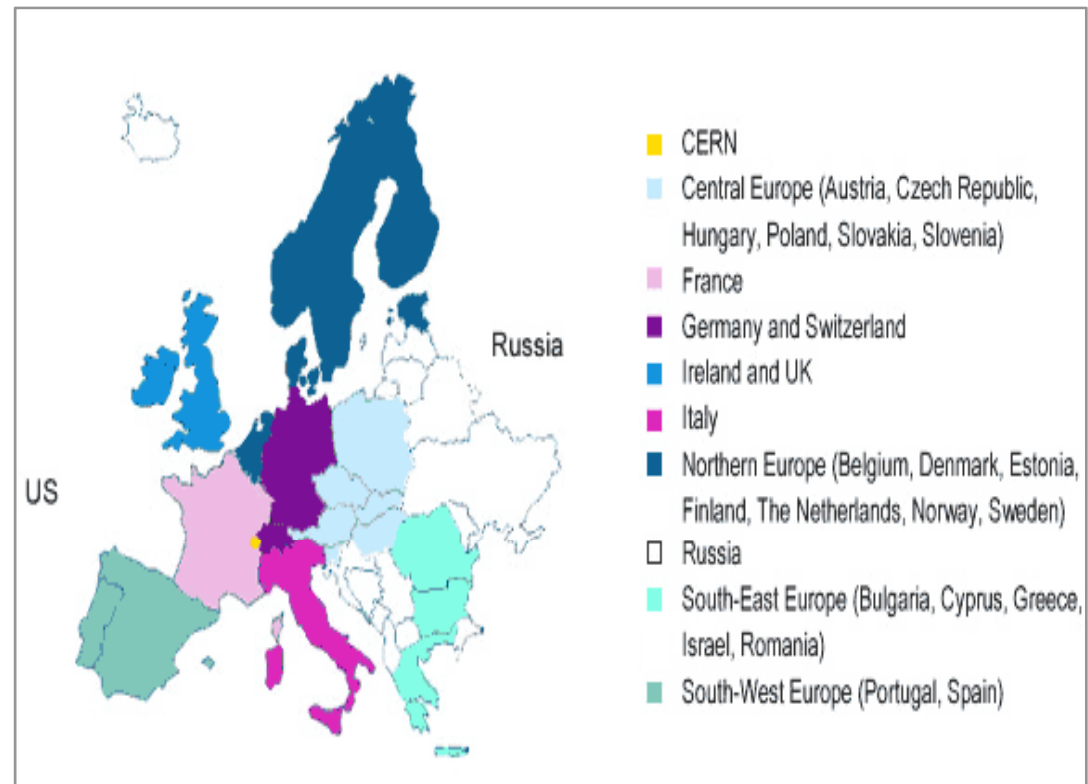 CERN
Central Europe (Austria, Czech Republic,
Hungary, Poland, Slovakia, Slovenia)
France
Germany and Switzerland
Russia
Ireland and UK
Italy
Northern Europe (Belgium, Denmark, Estonia,
US
Finland, The Netherlands, Norway, Sweden)
Russia
South-East Europe (Bulgaria, Cyprus, Greece,
Israel, Romania)
South-West Europe (Portugal, Spain)